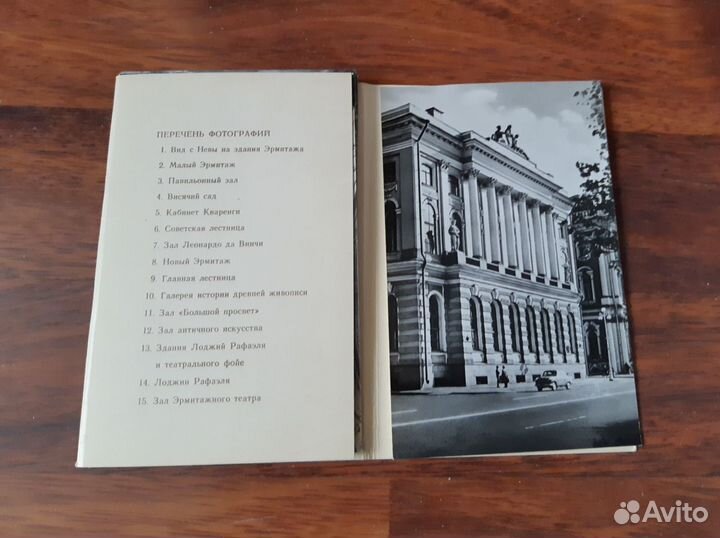 ПЕРЕЧЕНЬ ФОТОГРАФИЙ
1. Вид с Невы на здания Эрмитажа
2. Малый Эрмитаж
3. Павильонный зал
4. Висячий сад
5. Кабинет Кваренги
6. Советская лестница
7. Зал Леонардо да Винчи
8. Новый Эрмитаж
9. Главная лестница
10. Галерея истории древней живописи
11. Зал «Большой просвет»
12. Зал античного искусства
13. Здания Лоджий Рафаэля
и театрального фойе
14. Лоджии Рафаэля
15. Зал Эрмитажного театра
Avito